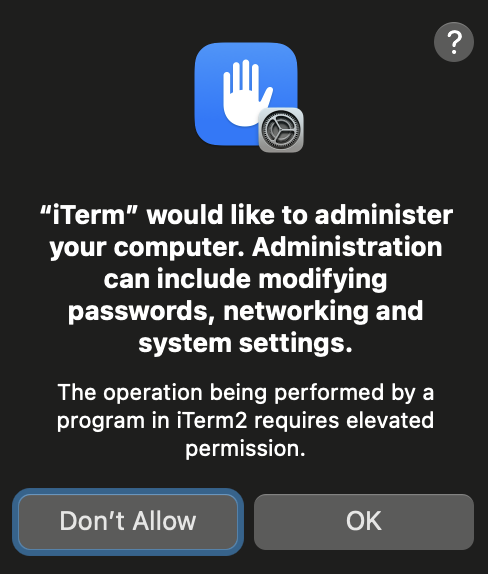 ?
“iTerm” would like to administer
your computer. Administration
can include modifying
passwords, networking and
system settings.
The operation being performed by a
program in iTerm2 requires elevated
permission.
Don’t Allow
OK